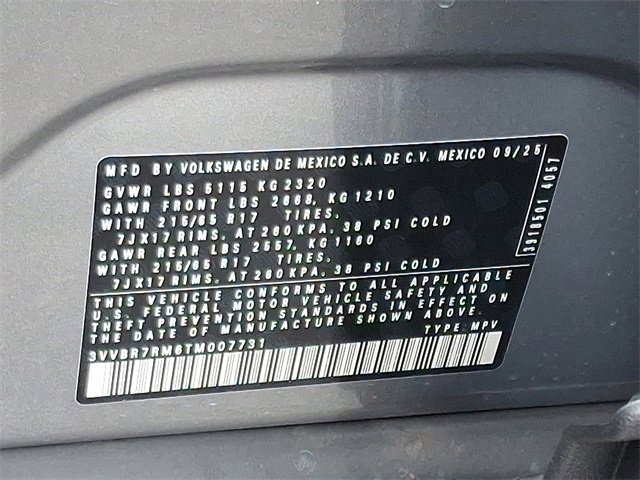 MFD BY VOLKSWAGEN DE MEXICO S.A. DE C.V. MEXICO 09/25
GVWR LBS 5115 KG 2320
GAWR FRONT LBS 2668, KG 1210
WITH 215/65 R17 TIRES.
7JX17 RIMS, AT 260 KPA, 38 PSI COLD
GAWR REAR LBS 2557, KG 1160
WITH 215/65 R17 TIRES.
7JX17 RIMS, AT 260 KPA, 38 PSI COLD
THIS VEHICLE CONFORMS TO ALL APPLICABLE
U.S. FEDERAL MOTOR VEHICLE SAFETY AND
THEFT PREVENTION STANDARDS IN EFFECT ON
THE DATE OF MANUFACTURE SHOWN ABOVE.
3VVBR7RM6TM007731 TYPE MPV
3918501 4057